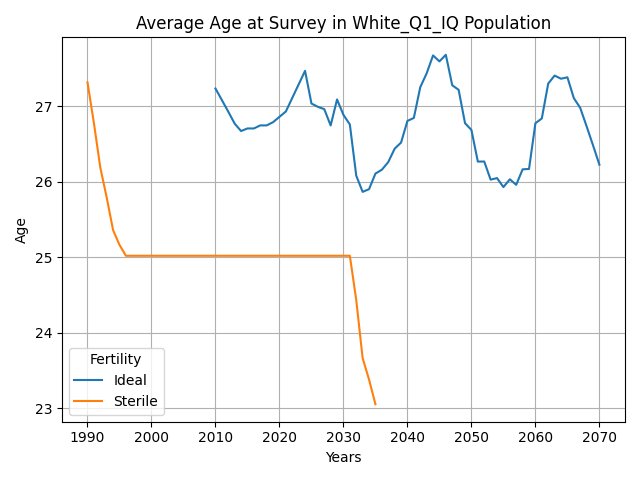 Average Age at Survey in White_Q1_IQ Population
Age
27
26
25
24
23
Fertility
Ideal
Sterile
1990 2000 2010 2020 2030 2040 2050 2060 2070
Years